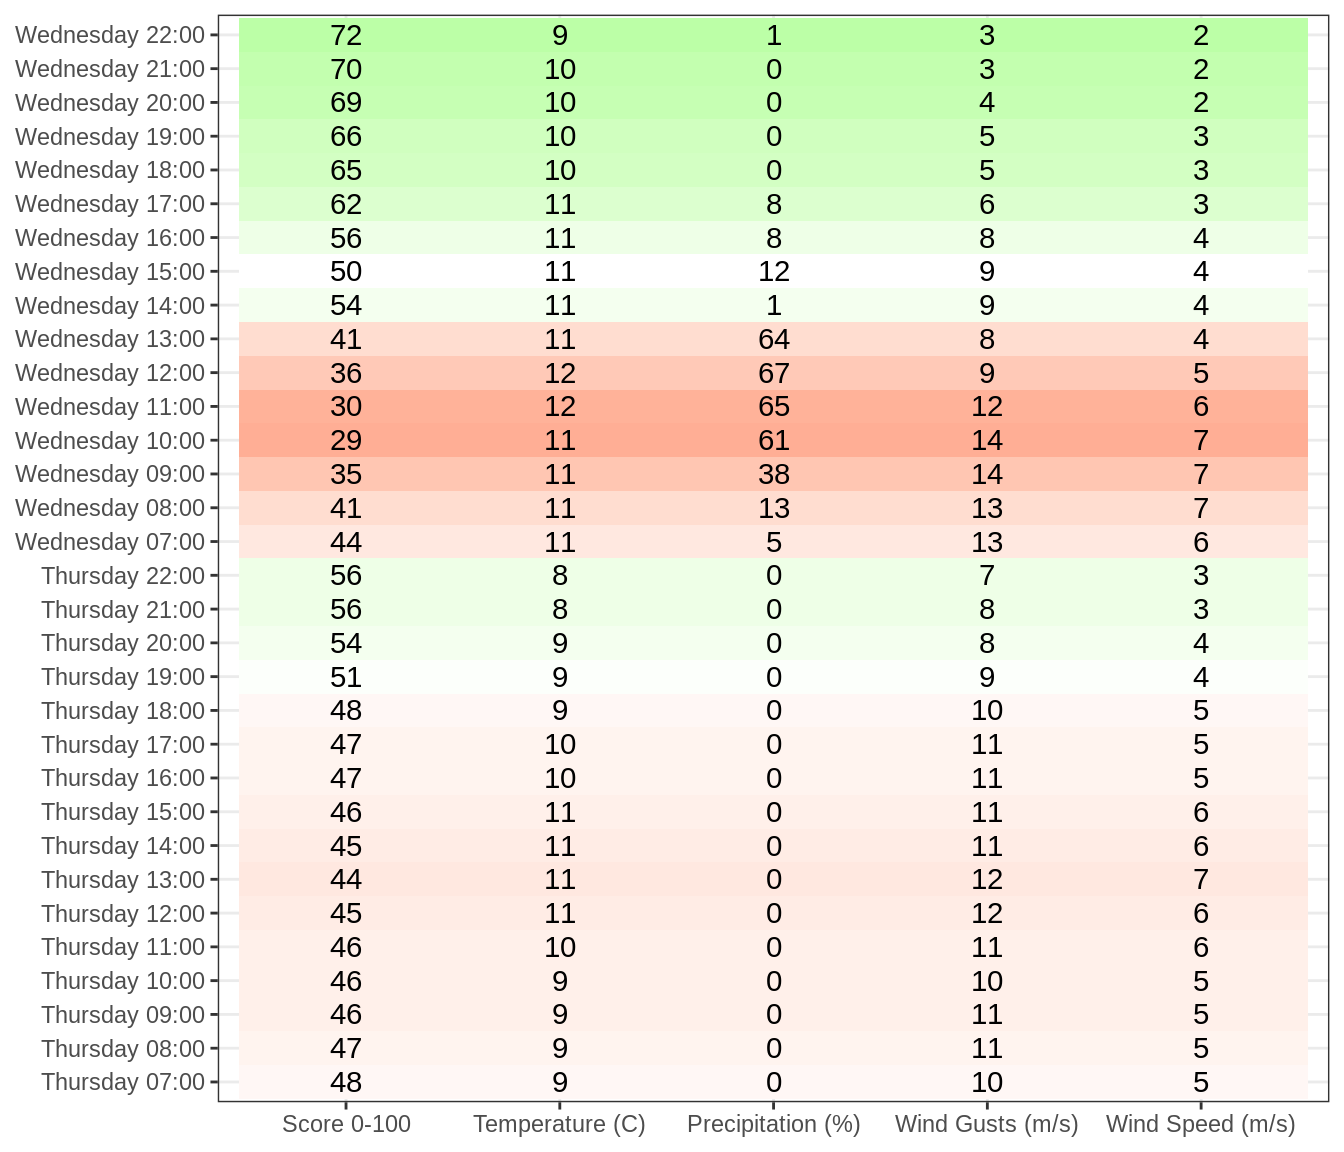 Wednesday 22:00 72 9 1 3 2
Wednesday 21:00 70 10 0 3 2
Wednesday 20:00 69 10 0 4 2
Wednesday 19:00 66 10 0 5 3
Wednesday 18:00 65 10 0 5 3
Wednesday 17:00 62 11 8 6 3
Wednesday 16:00 56 11 8 8 4
Wednesday 15:00 50 11 12 9 4
Wednesday 14:00 54 11 1 9 4
Wednesday 13:00 41 11 64 8 4
Wednesday 12:00 36 12 67 9 5
Wednesday 11:00 30 12 65 12 6
Wednesday 10:00 29 11 61 14 7
Wednesday 09:00 35 11 38 14 7
Wednesday 08:00 41 11 13 13 7
Wednesday 07:00 44 11 5 13 6
Thursday 22:00 56 8 0 7 3
Thursday 21:00 56 8 0 8 3
Thursday 20:00 54 9 0 8 4
Thursday 19:00 51 9 0 9 4
Thursday 18:00 48 9 0 10 5
Thursday 17:00 47 10 0 11 5
Thursday 16:00 47 10 0 11 5
Thursday 15:00 46 11 0 11 6
Thursday 14:00 45 11 0 11 6
Thursday 13:00 44 11 0 12 7
Thursday 12:00 45 11 0 12 6
Thursday 11:00 46 10 0 11 6
Thursday 10:00 46 9 0 10 5
Thursday 09:00 46 9 0 11 5
Thursday 08:00 47 9 0 11 5
Thursday 07:00 48 9 0 10 5
Score 0-100 Temperature (C) Precipitation (%) Wind Gusts (m/s) Wind Speed (m/s)